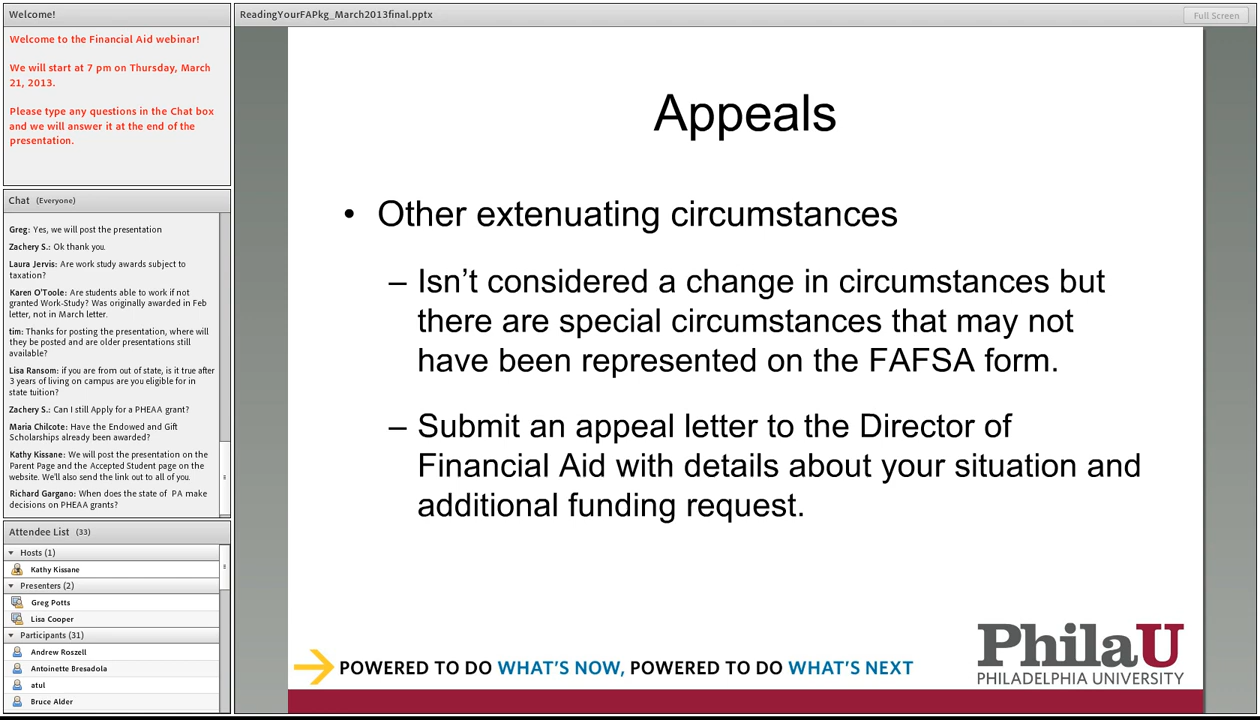 Welcome!
Welcome to the Financial Aid webinar!
We will start at 7 pm on Thursday, March
21, 2013.
Please type any questions in the Chat box
and we will answer it at the end of the
presentation.
Chat (Everyone)
Greg: Yes, we will post the presentation
Zachery S.: Ok thank you.
Laura Jervis: Are work study awards subject to
taxation?
Karen O'Toole: Are students able to work if not
granted Work-Study? Was originally awarded in Feb
letter, not in March letter.
tim: Thanks for posting the presentation, where will
they be posted and are older presentations still
available?
Lisa Ransom: if you are from out of state, is it true after
3 years of living on campus are you eligible for in
state tuition?
Zachery S.: Can I still Apply for a PHEAA grant?
Maria Chilcote: Have the Endowed and Gift
Scholarships already been awarded?
Kathy Kissane: We will post the presentation on the
Parent Page and the Accepted Student page on the
website. We'll also send the link out to all of you.
Richard Gargano: When does the state of PA make
decisions on PHEAA grants?
Attendee List (33)
Hosts (1)
Kathy Kissane
Presenters (2)
Greg Potts
Lisa Cooper
Participants (31)
Andrew Roszell
Antoinette Bresadola
atul
Bruce Alder
ReadingYourFAPkg_March2013final.pptx
Full Screen
Appeals
• Other extenuating circumstances
– Isn't considered a change in circumstances but
there are special circumstances that may not
have been represented on the FAFSA form.
– Submit an appeal letter to the Director of
Financial Aid with details about your situation and
additional funding request.
POWERED TO DO WHAT'S NOW, POWERED TO DO WHAT'S NEXT
PhilaU
PHILADELPHIA UNIVERSITY